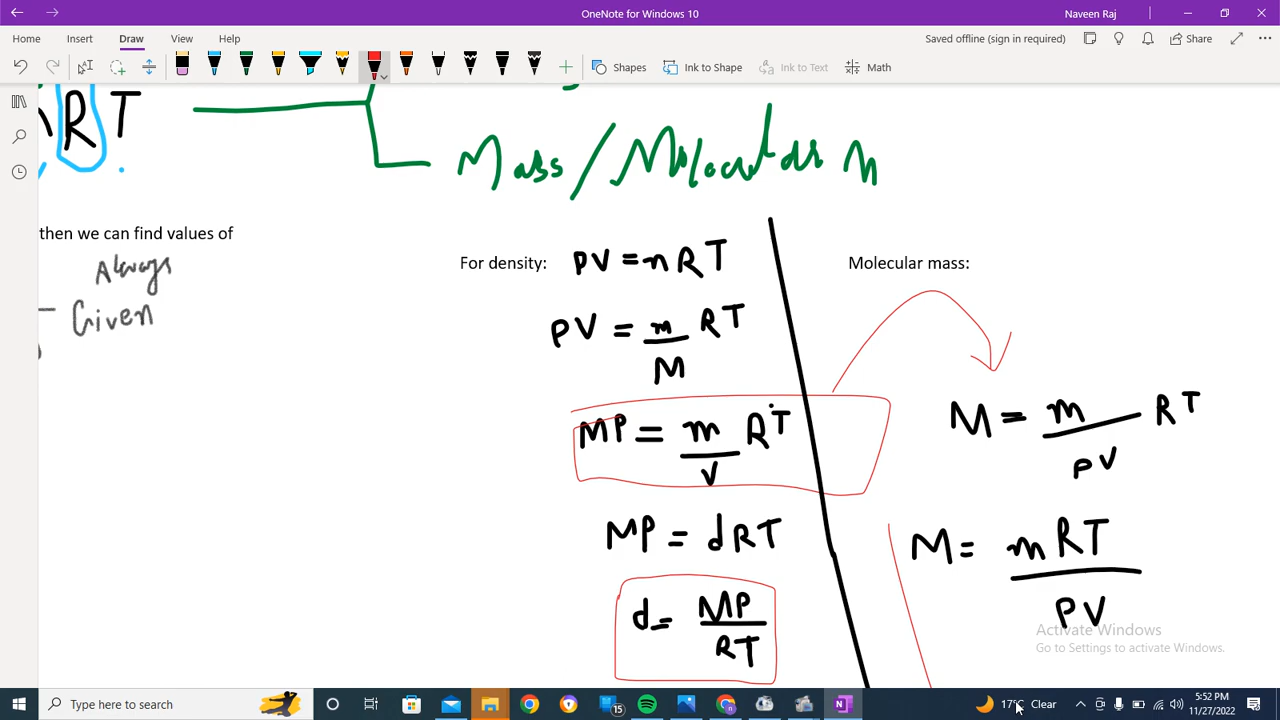 OneNote for Windows 10
Naveen Raj
Home Insert Draw View Help
Saved offline (sign in required)
Share
Shapes
Ink to Shape
Ink to Text
Math
RT
Mass/Molecular
then we can find values of
Always
Given
For density: PV = nRT
PV = m/M RT
MP = m/V RT
MP = dRT
d = MP/RT
Molecular mass:
M = m/PV RT
M = mRT/PV
Activate Windows
Go to Settings to activate Windows.
Type here to search
15
17°C Clear
5:52 PM
11/27/2022